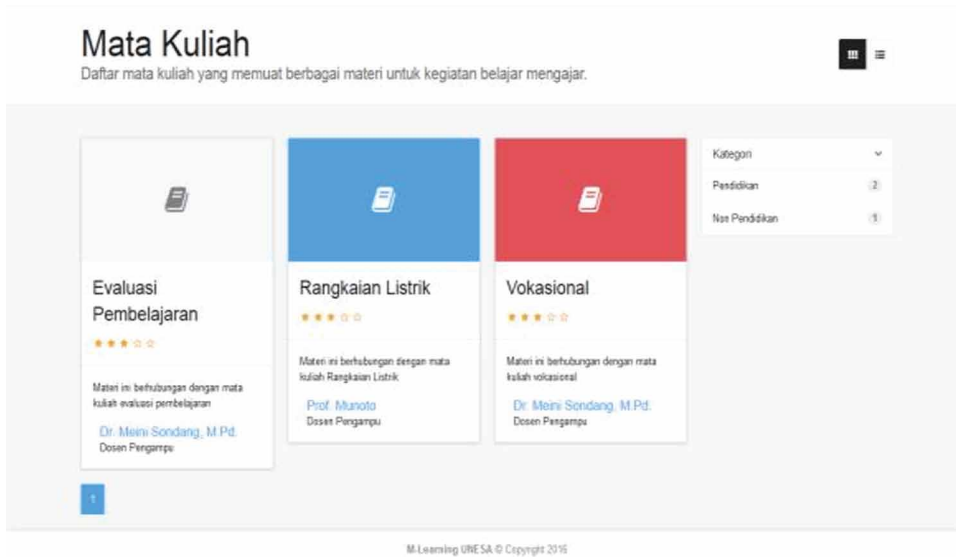 Mata Kuliah
Daftar mata kuliah yang memuat berbagai materi untuk kegiatan belajar mengajar.
Evaluasi
Pembelajaran
Materi ini berhubungan dengan mata
kuliah evaluasi pembelajaran
Dr. Meini Sondang, M.Pd.
Dosen Pengampu
Rangkaian Listrik
Materi ini berhubungan dengan mata
kuliah Rangkaian Listrik
Prof. Munoto
Dosen Pengampu
Vokasional
Materi ini berhubungan dengan mata
kuliah vokasional
Dr. Meini Sondang, M.Pd.
Dosen Pengampu
Kategori
Pendidikan 2
Non Pendidikan 1
1
M-Learning UNESA © Copyright 2016